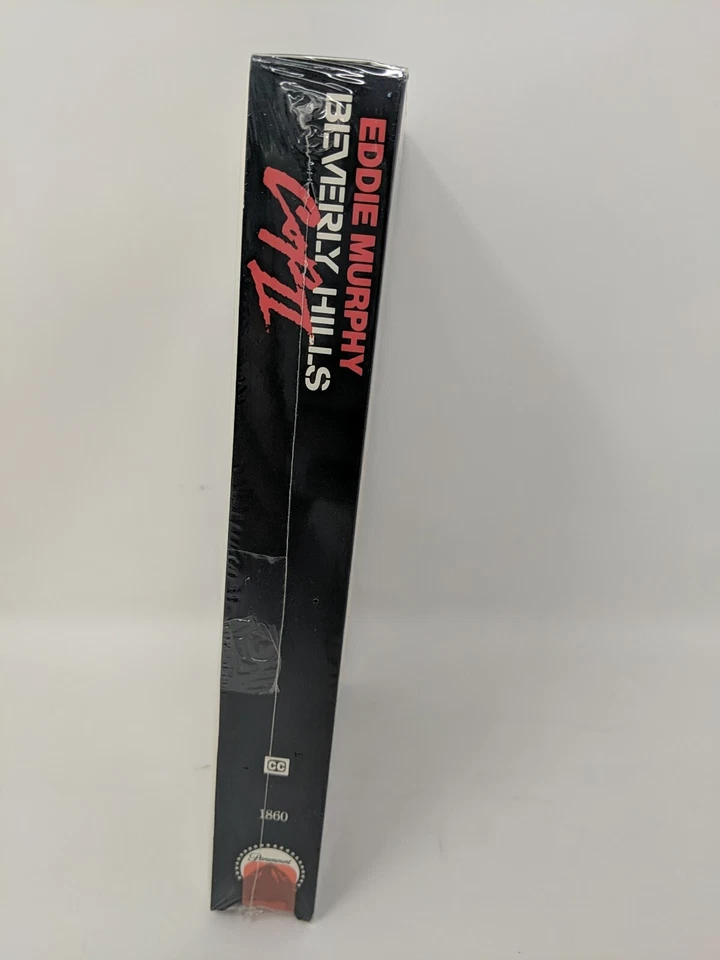 EDDIE MURPHY
BEVERLY HILLS
Cop II
CC
1860
Paramount